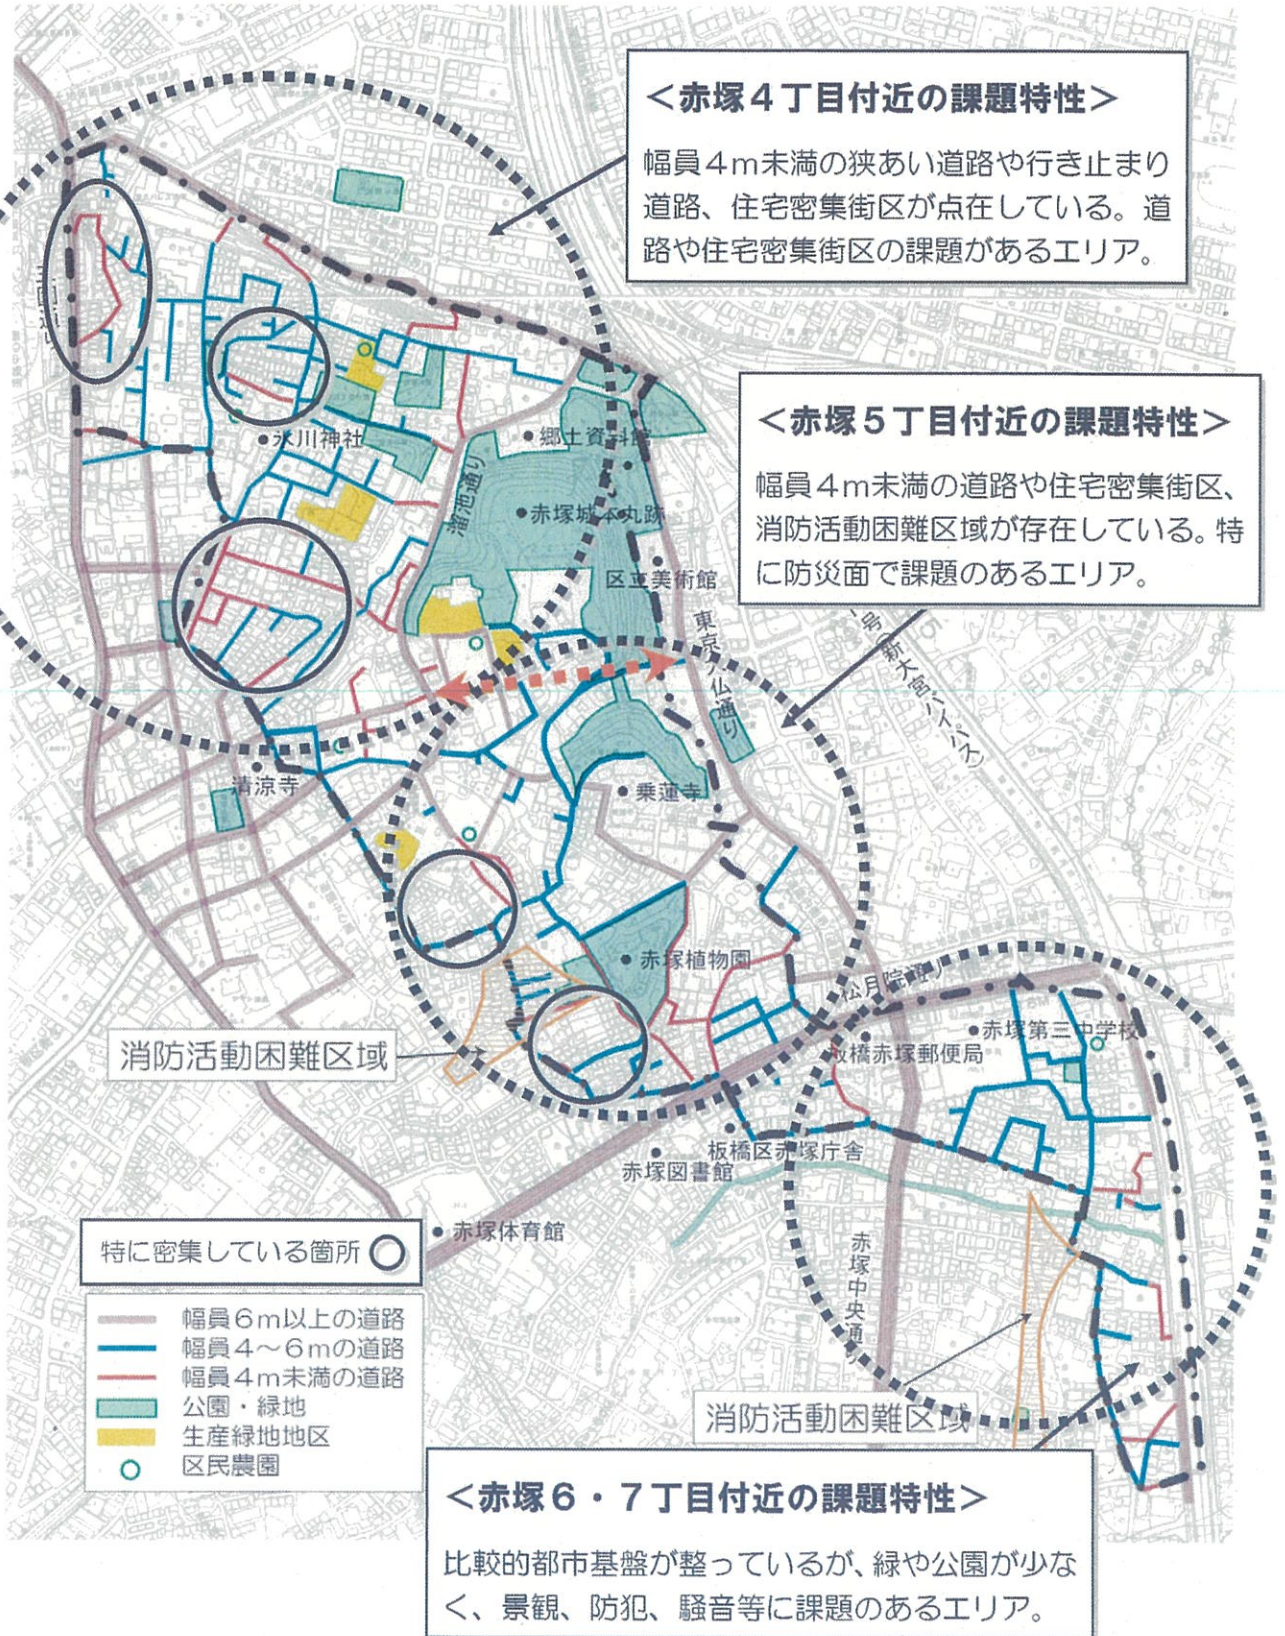 <赤塚4丁目付近の課題特性>
幅員4m未満の狭あい道路や行き止まり
道路、住宅密集街区が点在している。道
路や住宅密集街区の課題があるエリア。
<赤塚5丁目付近の課題特性>
幅員4m未満の道路や住宅密集街区、
消防活動困難区域が存在している。特
に防災面で課題のあるエリア。
氷川神社
郷土資料館
溜池通り
赤塚城本丸跡
区立美術館
東京大仏通り
号(新大宮バイパス)
清涼寺
乗蓮寺
赤塚植物園
松月院通り
消防活動困難区域
赤塚第三中学校
板橋赤塚郵便局
板橋区赤塚庁舎
赤塚図書館
赤塚体育館
赤塚中央通り
消防活動困難区域
特に密集している箇所
幅員6m以上の道路
幅員4~6mの道路
幅員4m未満の道路
公園・緑地
生産緑地地区
区民農園
<赤塚6・7丁目付近の課題特性>
比較的都市基盤が整っているが、緑や公園が少な
く、景観、防犯、騒音等に課題のあるエリア。